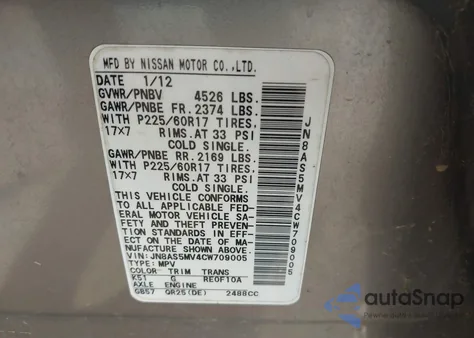 MFD BY NISSAN MOTOR CO.,LTD.
DATE 1/12
GVWR/PNBV 4526 LBS.
GAWR/PNBE FR. 2374 LBS.
WITH P225/60R17 TIRES,
17x7 RIMS.AT 33 PSI
COLD SINGLE.
GAWR/PNBE RR. 2169 LBS.
WITH P225/60R17 TIRES,
17x7 RIMS.AT 33 PSI
COLD SINGLE.
THIS VEHICLE CONFORMS
TO ALL APPLICABLE FED-
ERAL MOTOR VEHICLE SA-
FETY AND THEFT PREVEN-
TION STANDARDS IN EFF-
ECT ON THE DATE OF MA-
NUFACTURE SHOWN ABOVE.
VIN:JN8AS5MV4CW709005
TYPE: MPV
COLOR TRIM TRANS
K51 G RE0F10A
AXLE ENGINE
GB57 QR25(DE) 2488CC
JN8AS5MV4CW709005
autoSnap
www.autosnap.com